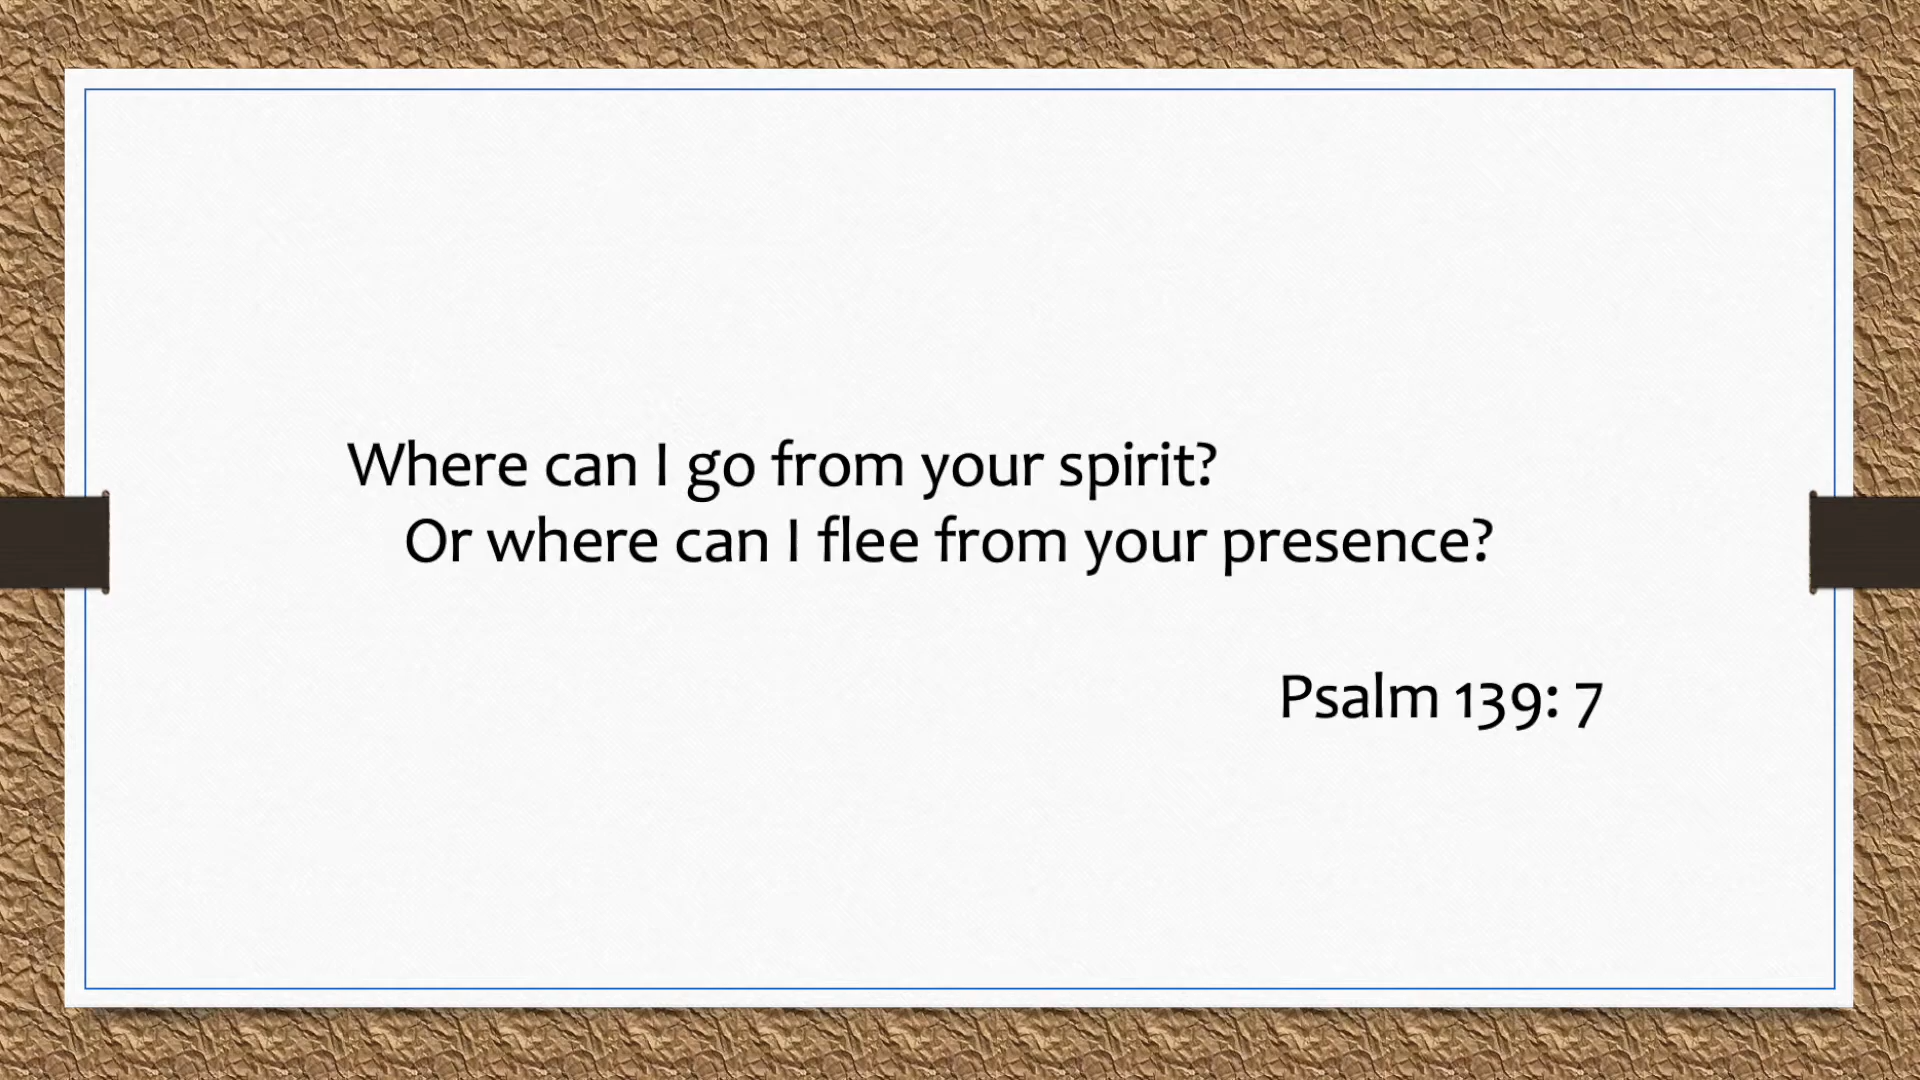 Where can I go from your spirit?
Or where can I flee from your presence?
Psalm 139: 7